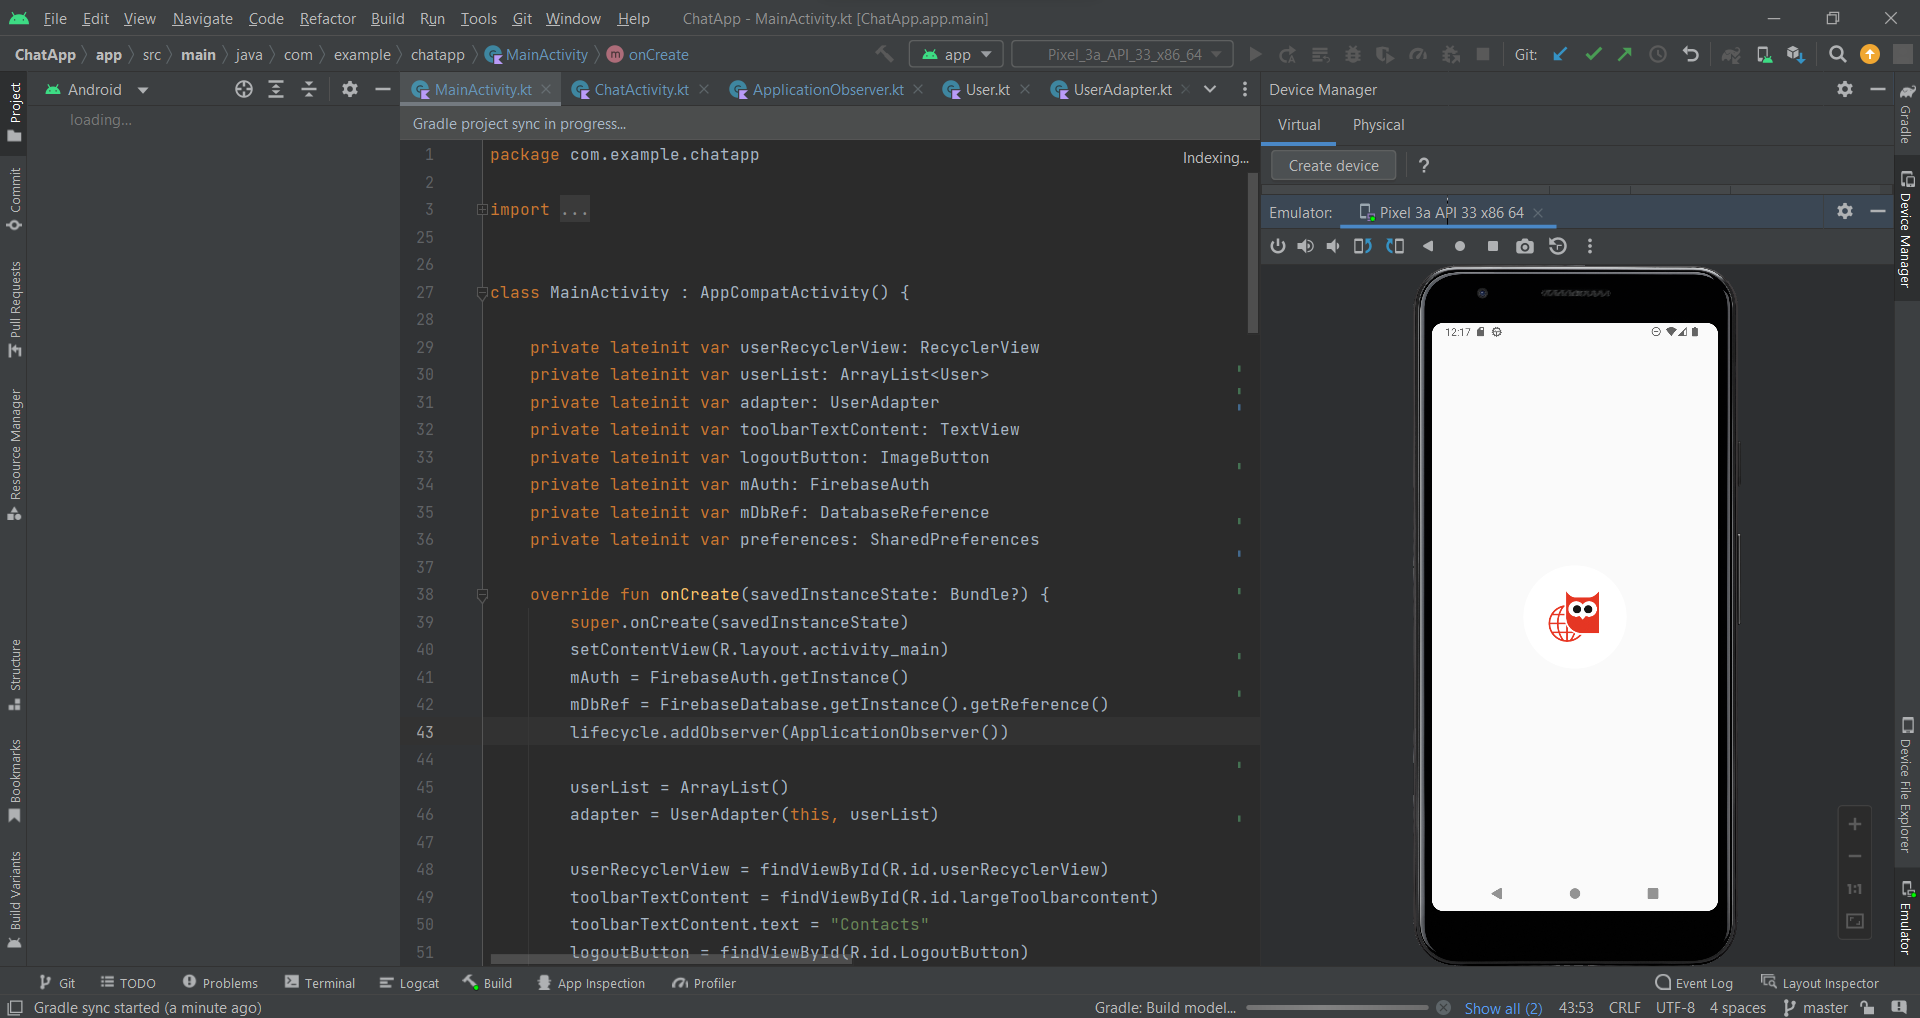 File Edit View Navigate Code Refactor Build Run Tools Git Window Help ChatApp - MainActivity.kt [ChatApp.app.main]
ChatApp app src main java com example chatapp MainActivity m onCreate app Pixel_3a_API_33_x86_64 Git:
Android
MainActivity.kt ChatActivity.kt ApplicationObserver.kt User.kt UserAdapter.kt
Device Manager
loading...
Gradle project sync in progress...
Virtual Physical
Indexing...
Create device ?
Emulator: Pixel 3a API 33 x86 64
1 package com.example.chatapp
2
3 import ...
25
26
27 class MainActivity : AppCompatActivity() {
28
29 private lateinit var userRecyclerView: RecyclerView
30 private lateinit var userList: ArrayList<User>
31 private lateinit var adapter: UserAdapter
32 private lateinit var toolbarTextContent: TextView
33 private lateinit var logoutButton: ImageButton
34 private lateinit var mAuth: FirebaseAuth
35 private lateinit var mDbRef: DatabaseReference
36 private lateinit var preferences: SharedPreferences
37
38 override fun onCreate(savedInstanceState: Bundle?) {
39 super.onCreate(savedInstanceState)
40 setContentView(R.layout.activity_main)
41 mAuth = FirebaseAuth.getInstance()
42 mDbRef = FirebaseDatabase.getInstance().getReference()
43 lifecycle.addObserver(ApplicationObserver())
44
45 userList = ArrayList()
46 adapter = UserAdapter(this, userList)
47
48 userRecyclerView = findViewById(R.id.userRecyclerView)
49 toolbarTextContent = findViewById(R.id.largeToolbarcontent)
50 toolbarTextContent.text = "Contacts"
51 logoutButton = findViewById(R.id.LogoutButton)
12:17
1:1
Project
Commit
Pull Requests
Resource Manager
Structure
Bookmarks
Build Variants
Gradle
Device Manager
Device File Explorer
Emulator
Git TODO Problems Terminal Logcat Build App Inspection Profiler Event Log Layout Inspector
Gradle sync started (a minute ago) Gradle: Build model... Show all (2) 43:53 CRLF UTF-8 4 spaces master